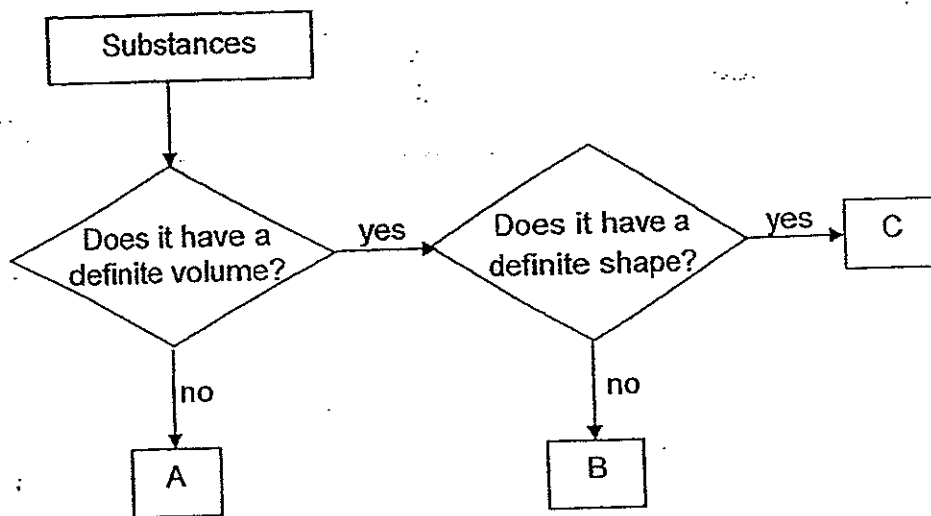 Substances
Does it have a
definite volume?
yes
Does it have a
definite shape?
yes
C
no
no
A
B